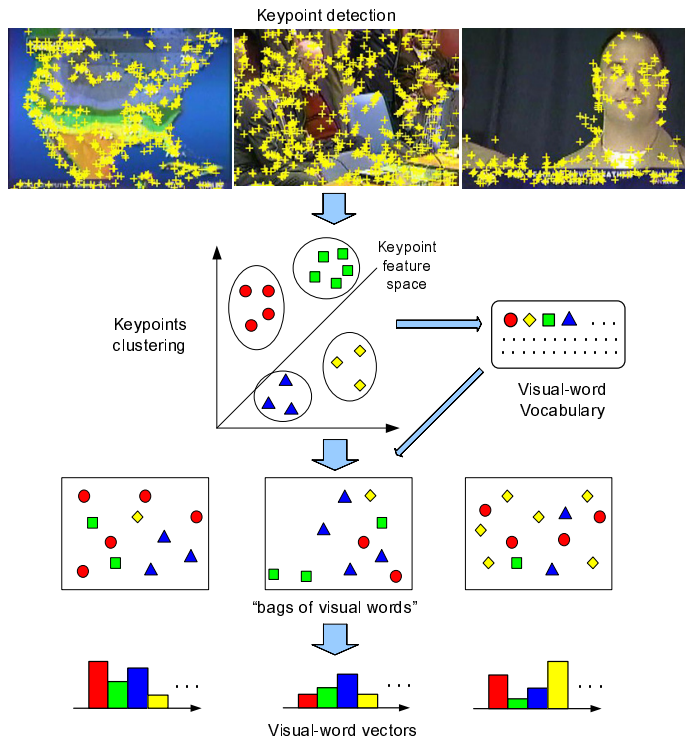 Keypoint detection
Keypoint
feature
space
Keypoints
clustering
Visual-word
Vocabulary
“bags of visual words”
Visual-word vectors